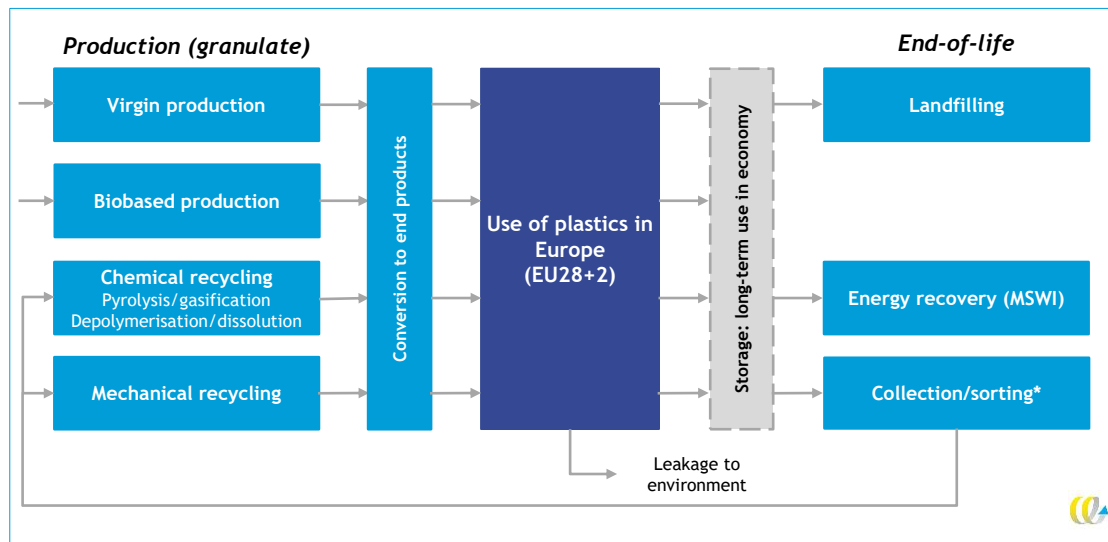 Production (granulate)
End-of-life
Virgin production
Biobased production
Chemical recycling
Pyrolysis/gasification
Depolymerisation/dissolution
Mechanical recycling
Conversion to end products
Use of plastics in
Europe
(EU28+2)
Leakage to
environment
Storage: long-term use in economy
Landfilling
Energy recovery (MSWI)
Collection/sorting*